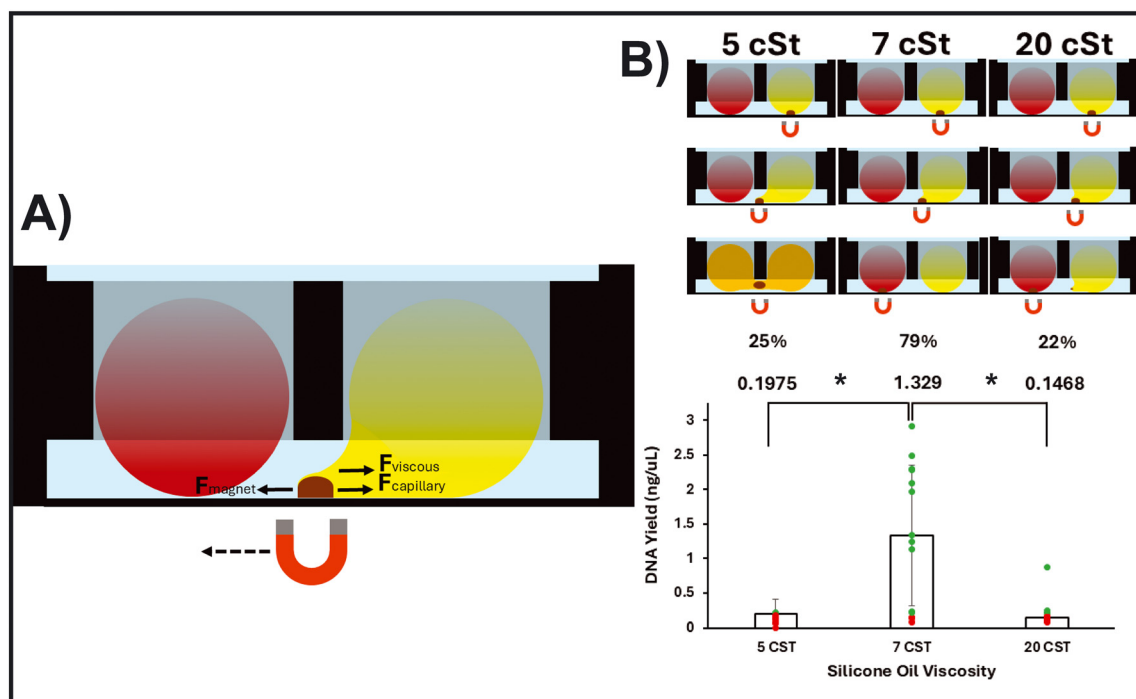 A)
Fmagnet
Fviscous
Fcapillary
B)
5 cSt 7 cSt 20 cSt
25% 79% 22%
0.1975 * 1.329 * 0.1468
DNA Yield (ng/uL)
3
2.5
2
1.5
1
0.5
0
5 CST 7 CST 20 CST
Silicone Oil Viscosity